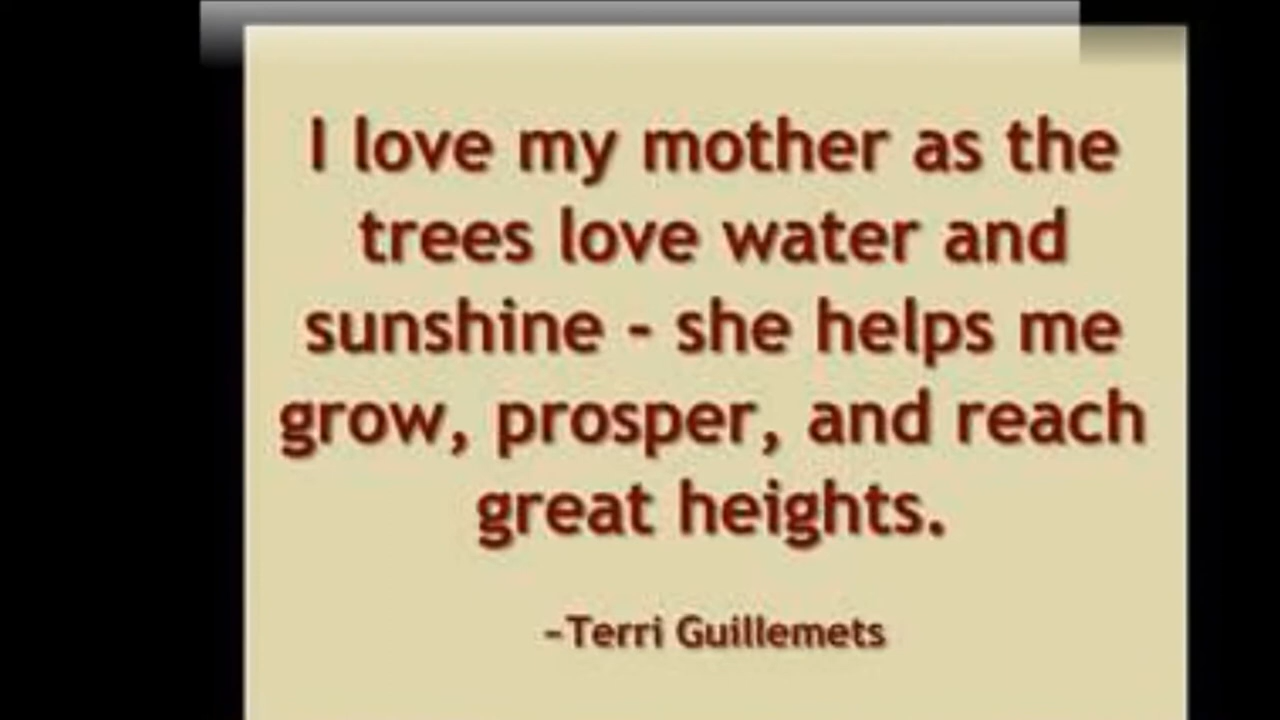 I love my mother as the
trees love water and
sunshine - she helps me
grow, prosper, and reach
great heights.
-Terri Guillemets